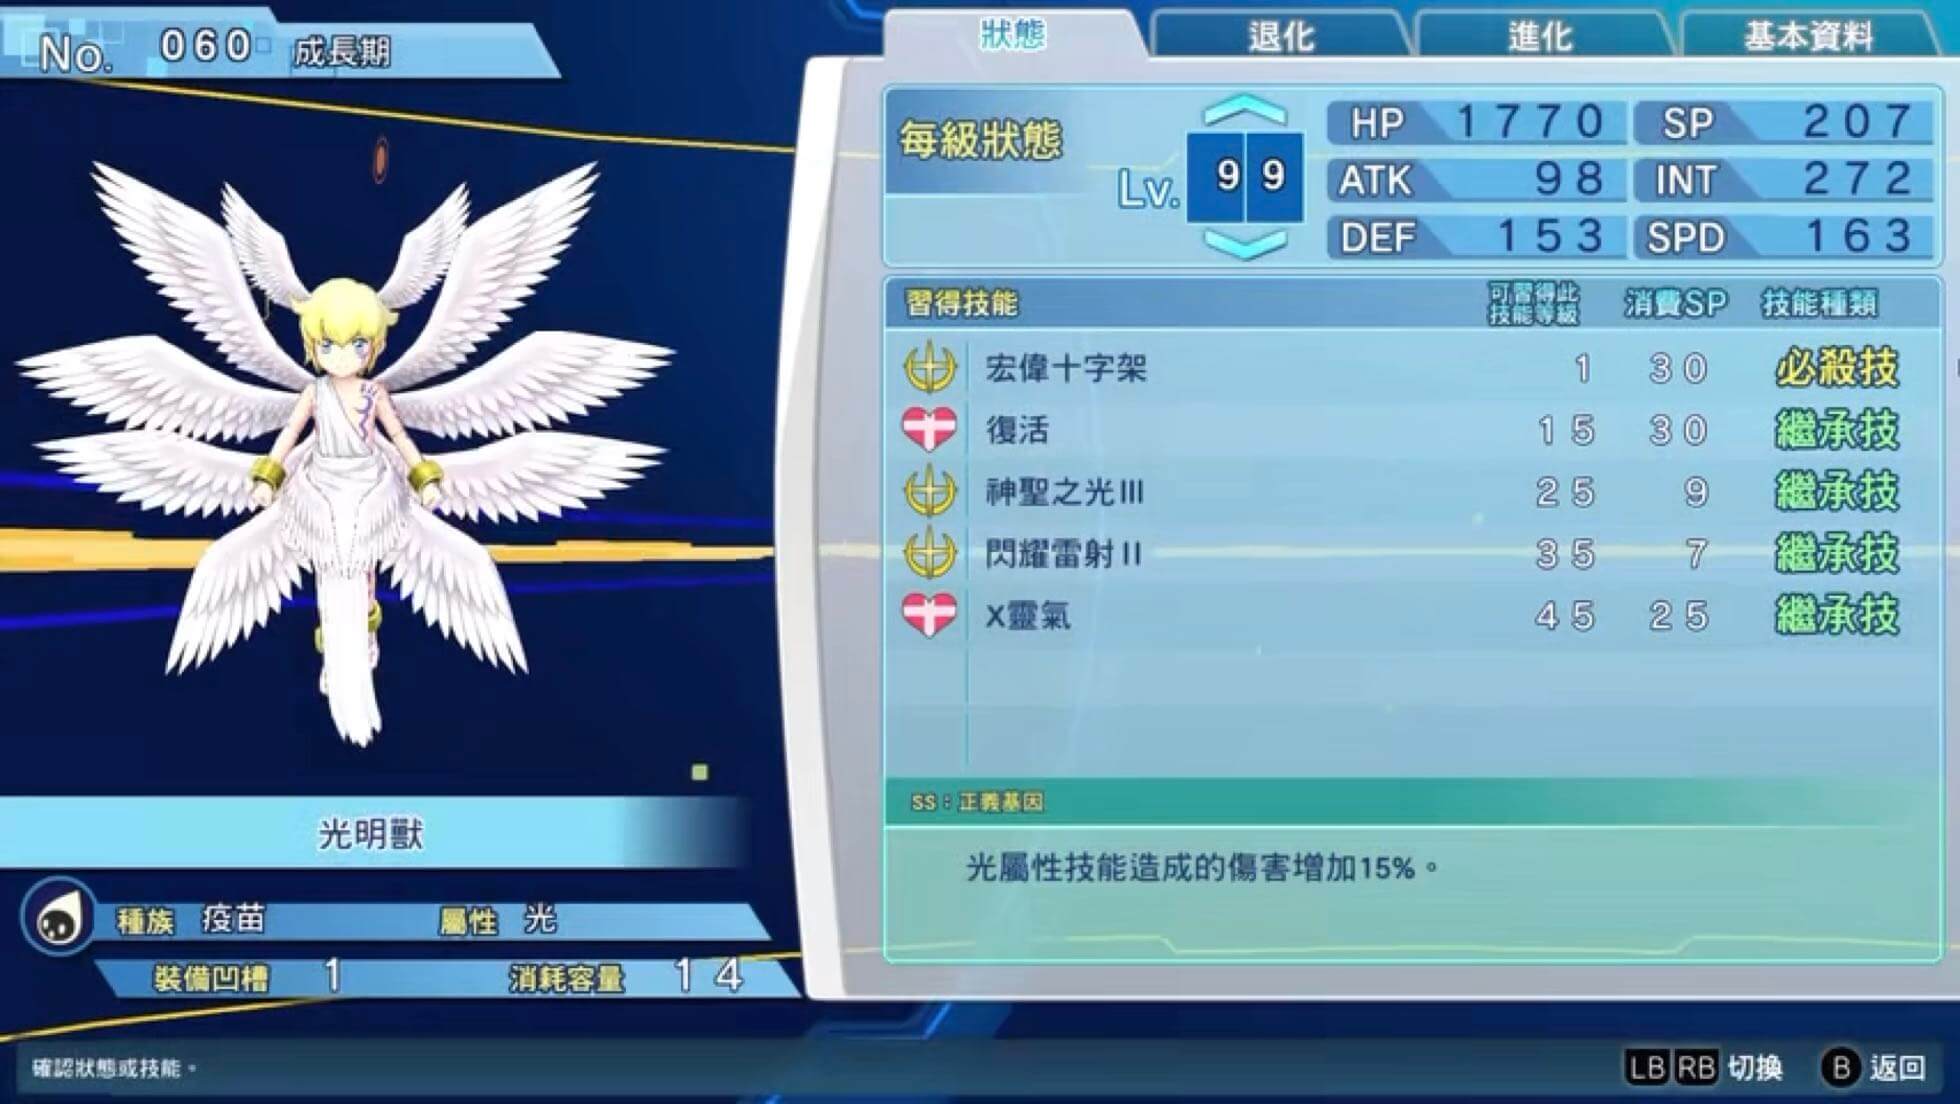 No. 060 成長期
狀態 退化 進化 基本資料
每級狀態
Lv. 99
HP 1770 SP 207
ATK 98 INT 272
DEF 153 SPD 163
習得技能 可習得此技能等級 消費SP 技能種類
宏偉十字架 1 30 必殺技
復活 15 30 繼承技
神聖之光III 25 9 繼承技
閃耀雷射II 35 7 繼承技
X靈氣 45 25 繼承技
SS:正義基因
光屬性技能造成的傷害增加15%。
光明獸
種族 疫苗 屬性 光
裝備凹槽 1 消耗容量 14
確認狀態或技能。
LB RB 切換 B 返回